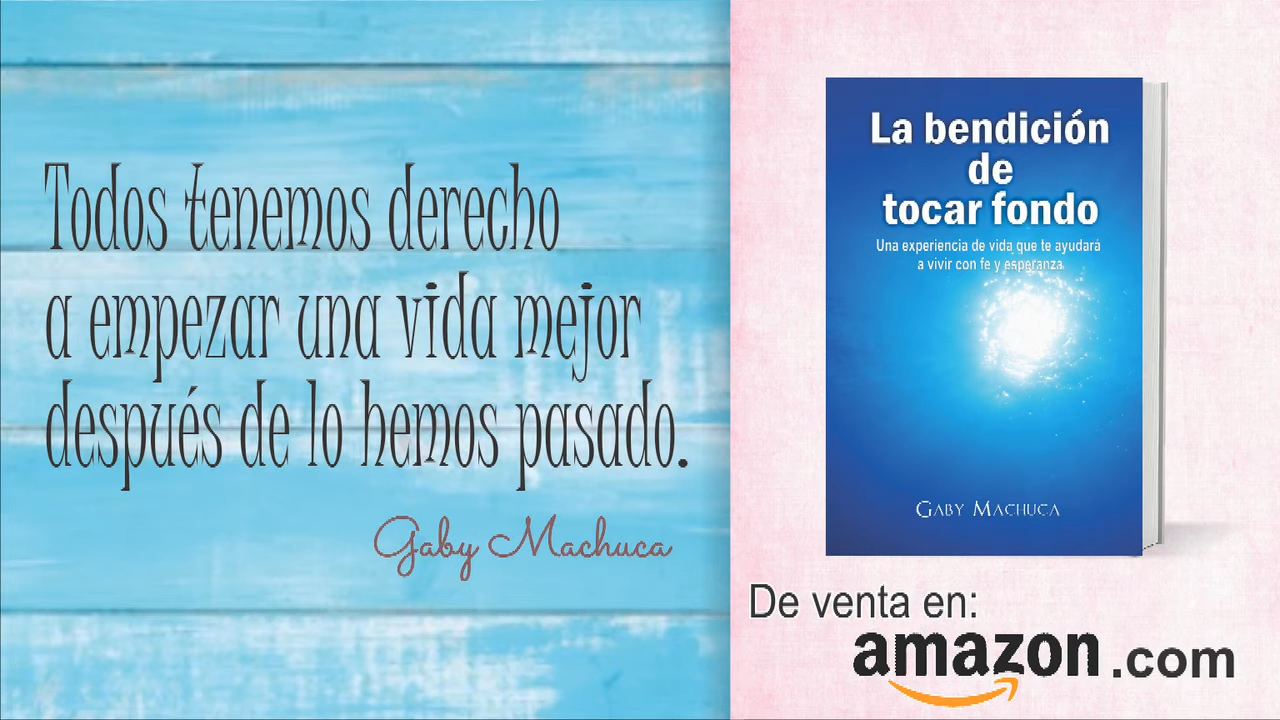 Todos tenemos derecho
a empezar una vida mejor
después de lo hemos pasado.
Gaby Machuca
La bendición
de
tocar fondo
Una experiencia de vida que te ayudará
a vivir con fe y esperanza
Gaby Machuca
De venta en:
amazon.com